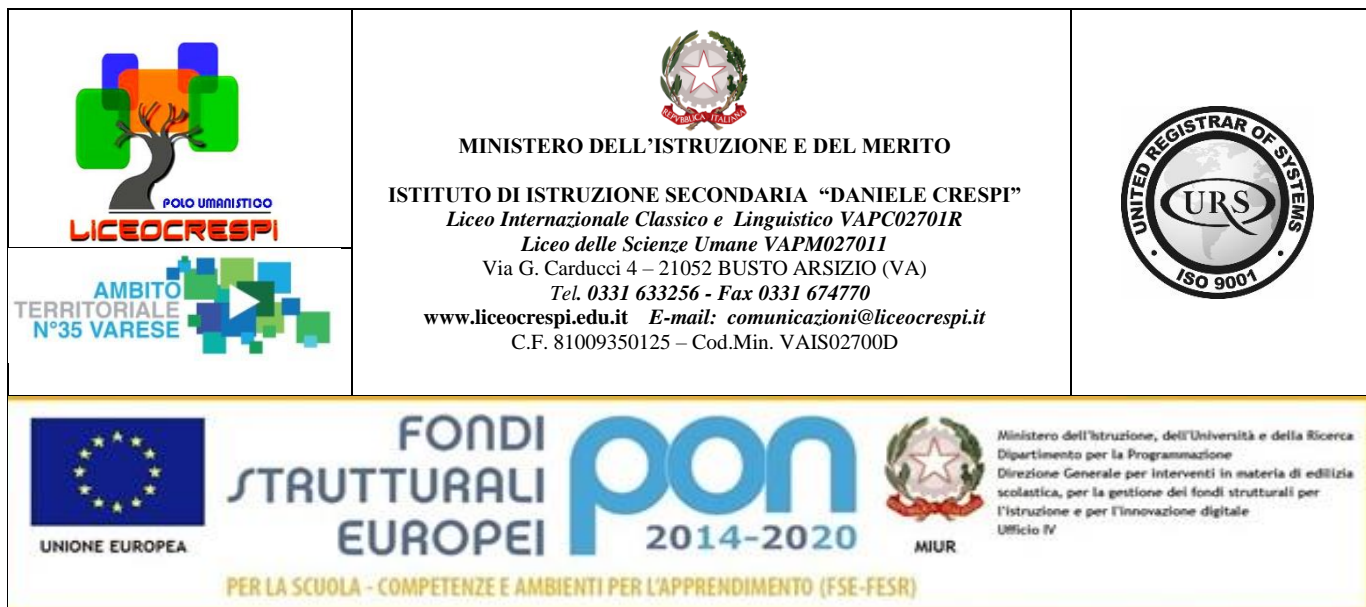 POLO UMANISTICO
LICEOCRESPI
AMBITO
TERRITORIALE
N°35 VARESE
REPVBBLICA ITALIANA
MINISTERO DELL'ISTRUZIONE E DEL MERITO
ISTITUTO DI ISTRUZIONE SECONDARIA "DANIELE CRESPI"
Liceo Internazionale Classico e Linguistico VAPC02701R
Liceo delle Scienze Umane VAPM027011
Via G. Carducci 4 – 21052 BUSTO ARSIZIO (VA)
Tel. 0331 633256 - Fax 0331 674770
www.liceocrespi.edu.it E-mail: comunicazioni@liceocrespi.it
C.F. 81009350125 – Cod.Min. VAIS02700D
UNITED REGISTRAR OF SYSTEMS
URS
· ISO 9001 ·
UNIONE EUROPEA
FONDI
STRUTTURALI
EUROPEI
pon
2014-2020
MIUR
Ministero dell'Istruzione, dell'Università e della Ricerca
Dipartimento per la Programmazione
Direzione Generale per interventi in materia di edilizia
scolastica, per la gestione dei fondi strutturali per
l'istruzione e per l'innovazione digitale
Ufficio IV
PER LA SCUOLA - COMPETENZE E AMBIENTI PER L'APPRENDIMENTO (FSE-FESR)